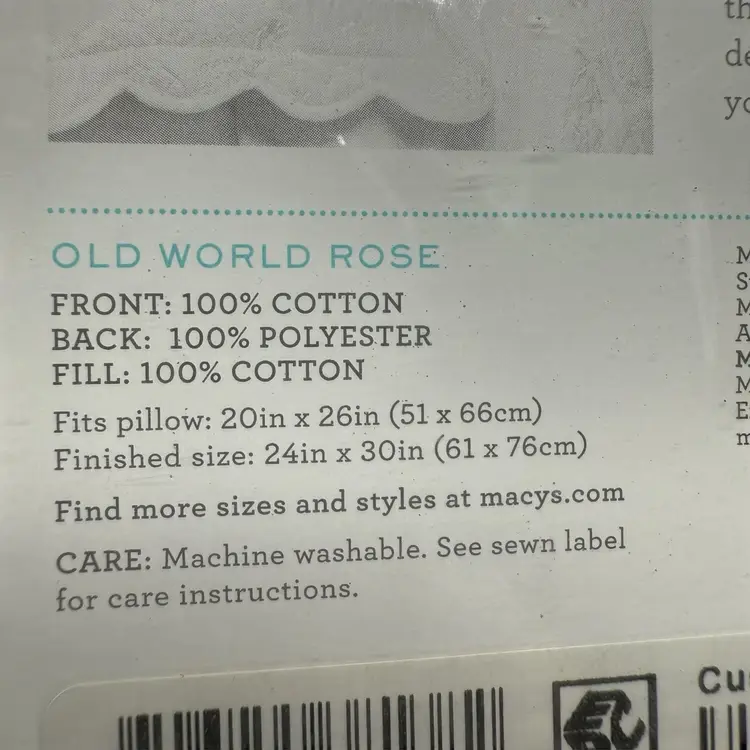 OLD WORLD ROSE
FRONT: 100% COTTON
BACK: 100% POLYESTER
FILL: 100% COTTON
Fits pillow: 20in x 26in (51 x 66cm)
Finished size: 24in x 30in (61 x 76cm)
Find more sizes and styles at macys.com
CARE: Machine washable. See sewn label
for care instructions.